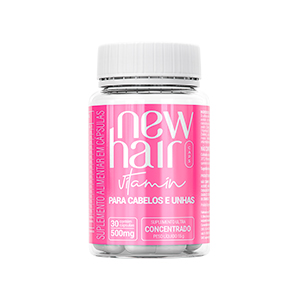 new
hair
vitamin
PARA CABELOS E UNHAS
30
500mg
CONCENTRADO
SUPLEMENTO ALIMENTAR EM CÁPSULAS